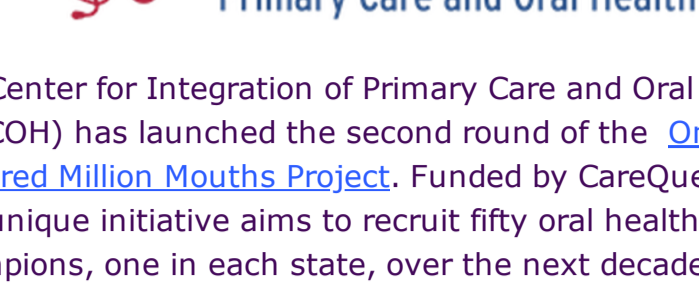 Primary Care and Oral Health
Center for Integration of Primary Care and Oral
COH) has launched the second round of the On
red Million Mouths Project. Funded by CareQue
unique initiative aims to recruit fifty oral health
pions, one in each state, over the next decade